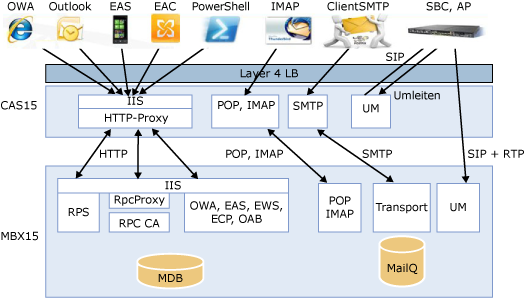 OWA Outlook EAS EAC PowerShell IMAP ClientSMTP SBC, AP
SIP
Layer 4 LB
CAS15
IIS
HTTP-Proxy
POP, IMAP
SMTP
UM
Umleiten
HTTP
POP, IMAP
SMTP
SIP + RTP
MBX15
IIS
RPS
RpcProxy
RPC CA
OWA, EAS, EWS,
ECP, OAB
POP
IMAP
Transport
UM
MDB
MailQ